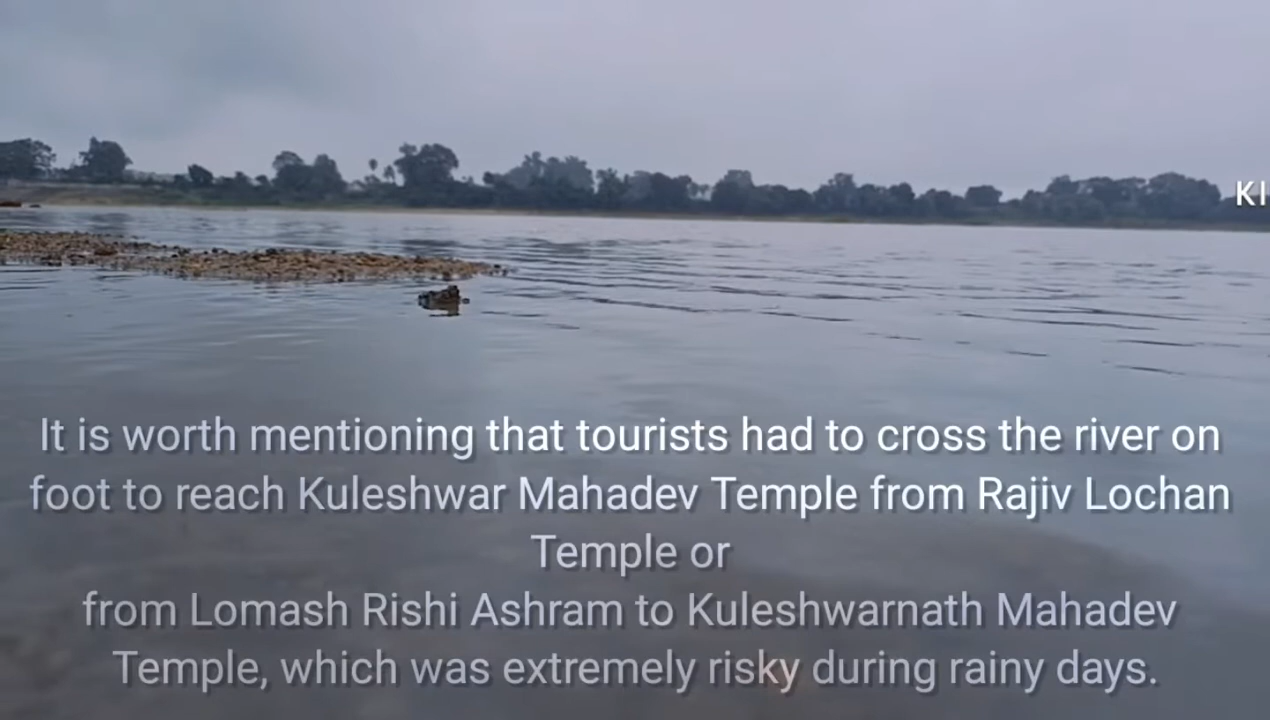 KI
It is worth mentioning that tourists had to cross the river on
foot to reach Kuleshwar Mahadev Temple from Rajiv Lochan
Temple or
from Lomash Rishi Ashram to Kuleshwarnath Mahadev
Temple, which was extremely risky during rainy days.